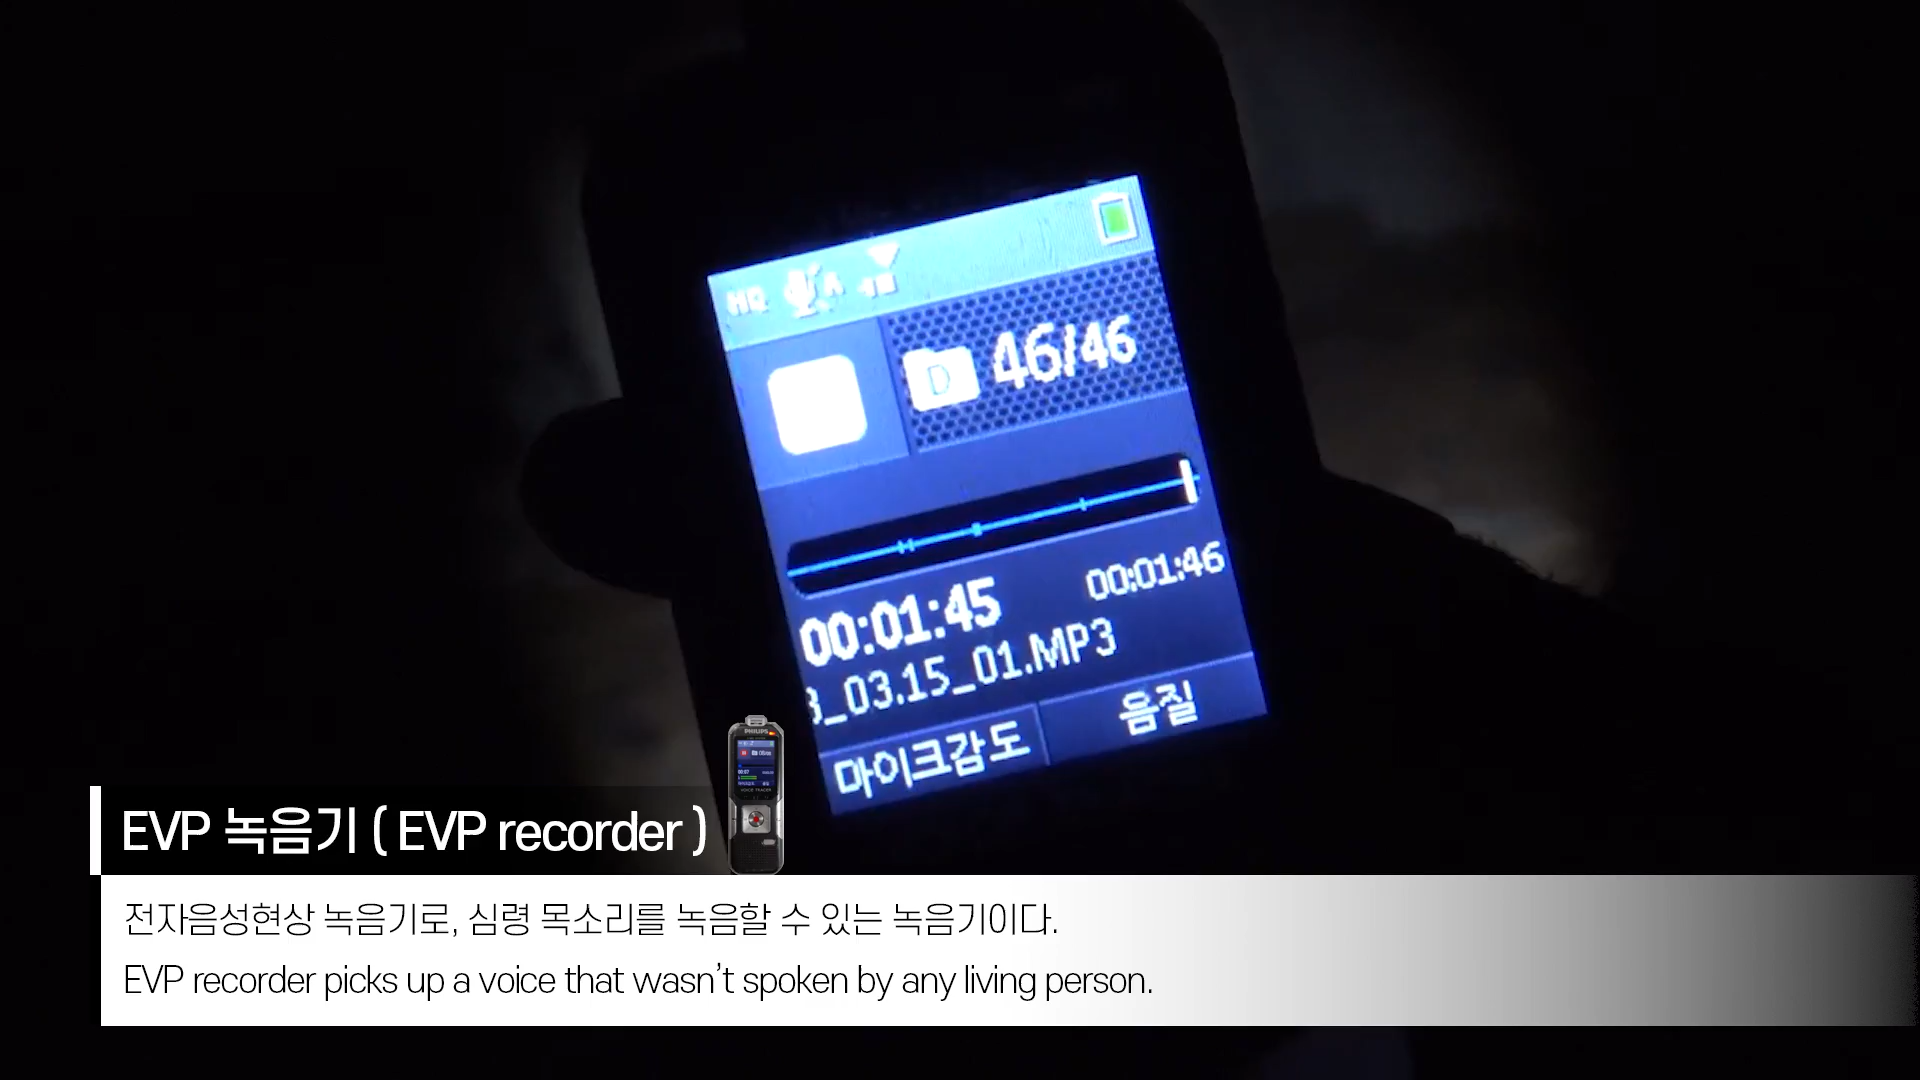 HQ
46/46
D
00:01:45
00:01:46
_03.15_01.MP3
마이크감도
음질
PHILIPS
VOICE TRACER
EVP 녹음기 ( EVP recorder )
전자음성현상 녹음기로, 심령 목소리를 녹음할 수 있는 녹음기이다.
EVP recorder picks up a voice that wasn't spoken by any living person.